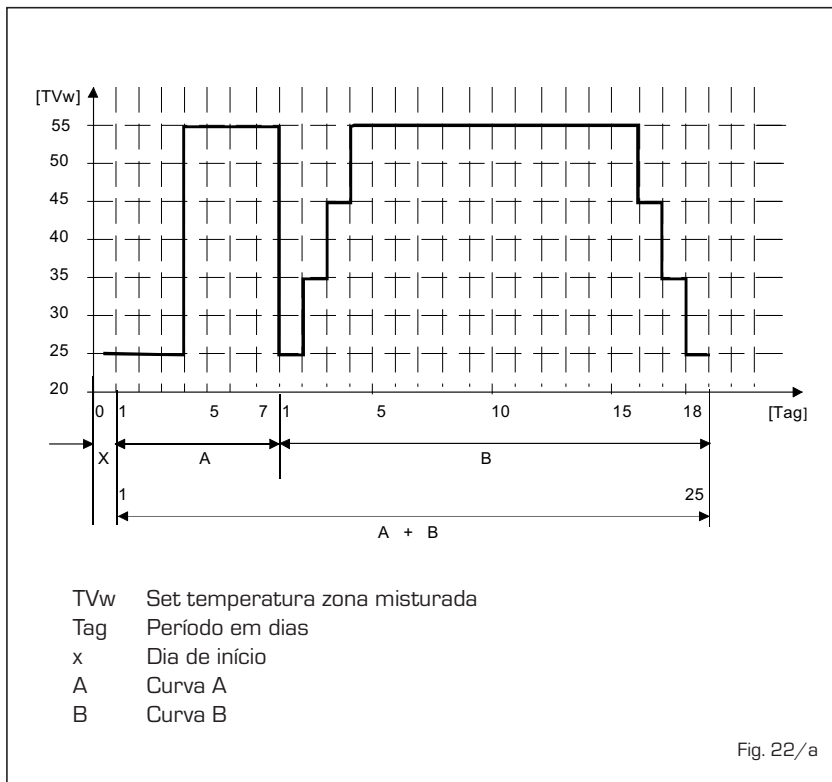 [TVw]
55
50
45
40
35
30
25
20
0 1 5 7 1 5 10 15 18 [Tag]
X A B
1 25
A + B
TVw Set temperatura zona misturada
Tag Período em dias
x Dia de início
A Curva A
B Curva B
Fig. 22/a